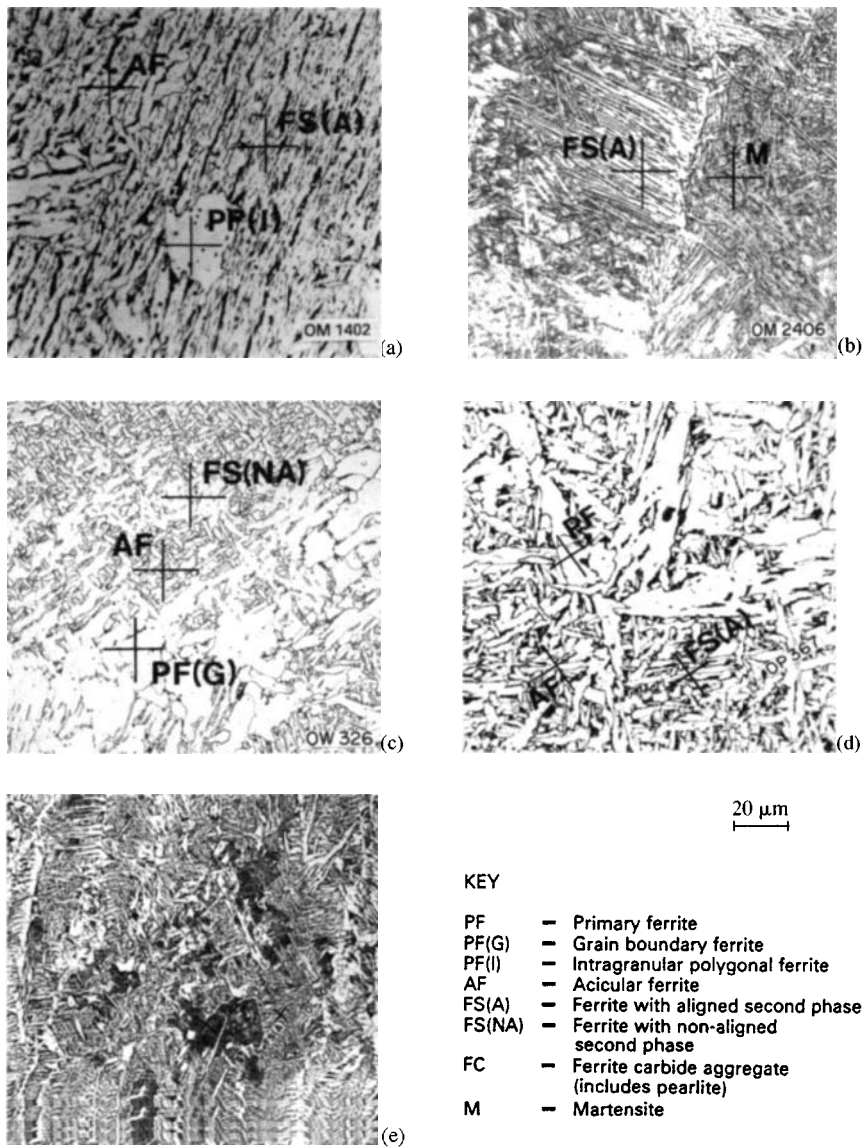 AF
FS(A)
PF(I)
OM 1402
(a)
FS(A)
M
OM 2406
(b)
FS(NA)
AF
PF(G)
OW 326
(c)
PF
FS(A)
AF
OP 361
(d)
(e)
20 μm
KEY
PF – Primary ferrite
PF(G) – Grain boundary ferrite
PF(I) – Intragranular polygonal ferrite
AF – Acicular ferrite
FS(A) – Ferrite with aligned second phase
FS(NA) – Ferrite with non-aligned
second phase
FC – Ferrite carbide aggregate
(includes pearlite)
M – Martensite